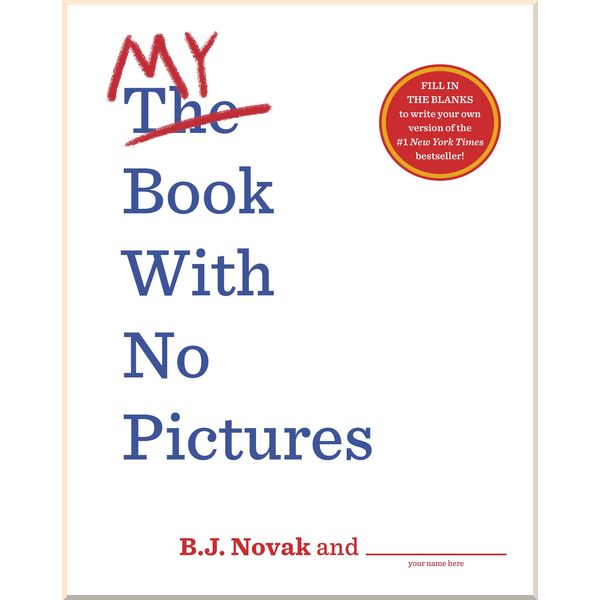 MY
The
Book
With
No
Pictures
FILL IN
THE BLANKS
to write your own
version of the
#1 New York Times
bestseller!
B.J. Novak and
your name here